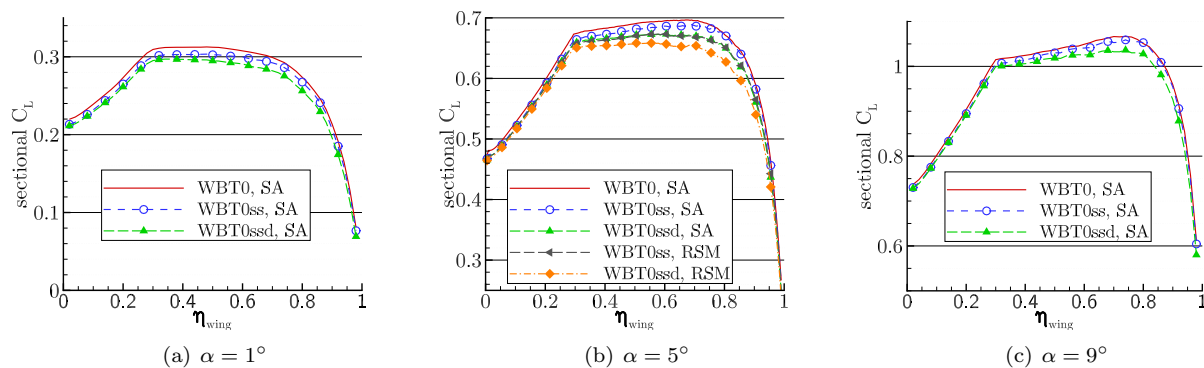 sectional C_L
0.3
0.2
0.1
0
0 0.2 0.4 0.6 0.8 1
η_wing
WBT0, SA
WBT0ss, SA
WBT0ssd, SA
(a) α = 1°
0.7
0.6
0.5
0.4
0.3
0 0.2 0.4 0.6 0.8 1
η_wing
WBT0, SA
WBT0ss, SA
WBT0ssd, SA
WBT0ss, RSM
WBT0ssd, RSM
(b) α = 5°
sectional C_L
1
0.8
0.6
0 0.2 0.4 0.6 0.8 1
η_wing
WBT0, SA
WBT0ss, SA
WBT0ssd, SA
(c) α = 9°